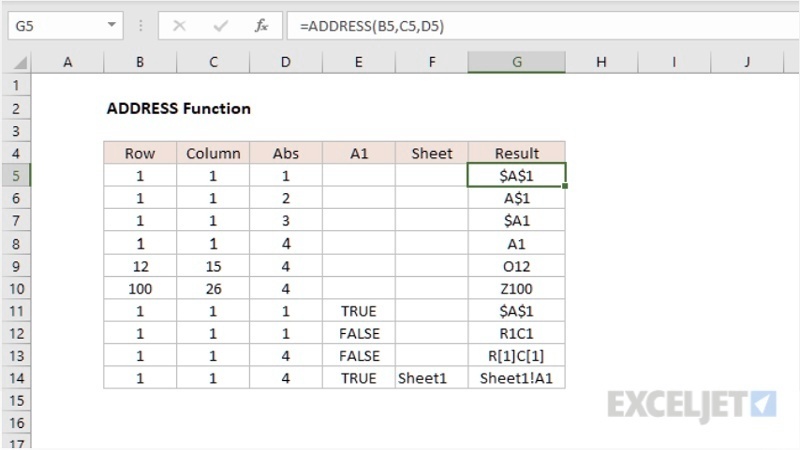 G5 fx =ADDRESS(B5,C5,D5)
A B C D E F G H I J
1
2 ADDRESS Function
3
4 Row Column Abs A1 Sheet Result
5 1 1 1 $A$1
6 1 1 2 A$1
7 1 1 3 $A1
8 1 1 4 A1
9 12 15 4 O12
10 100 26 4 Z100
11 1 1 1 TRUE $A$1
12 1 1 1 FALSE R1C1
13 1 1 4 FALSE R[1]C[1]
14 1 1 4 TRUE Sheet1 Sheet1!A1
15
EXCELJET
16
17